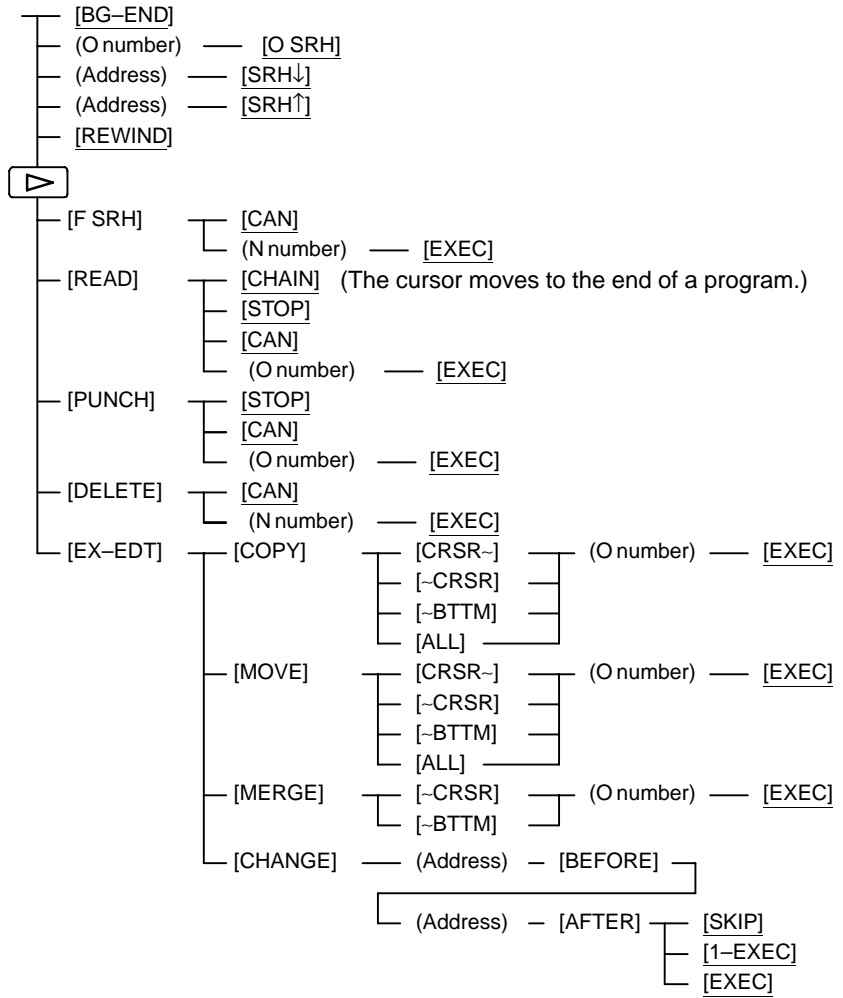 [BG–END]
(O number) [O SRH]
(Address) [SRH↓]
(Address) [SRH↑]
[REWIND]
[F SRH] [CAN]
(N number) [EXEC]
[READ] [CHAIN] (The cursor moves to the end of a program.)
[STOP]
[CAN]
(O number) [EXEC]
[PUNCH] [STOP]
[CAN]
(O number) [EXEC]
[DELETE] [CAN]
(N number) [EXEC]
[EX–EDT] [COPY] [CRSR~] (O number) [EXEC]
[~CRSR]
[~BTTM]
[ALL]
[MOVE] [CRSR~] (O number) [EXEC]
[~CRSR]
[~BTTM]
[ALL]
[MERGE] [~CRSR] (O number) [EXEC]
[~BTTM]
[CHANGE] (Address) [BEFORE]
(Address) [AFTER] [SKIP]
[1–EXEC]
[EXEC]